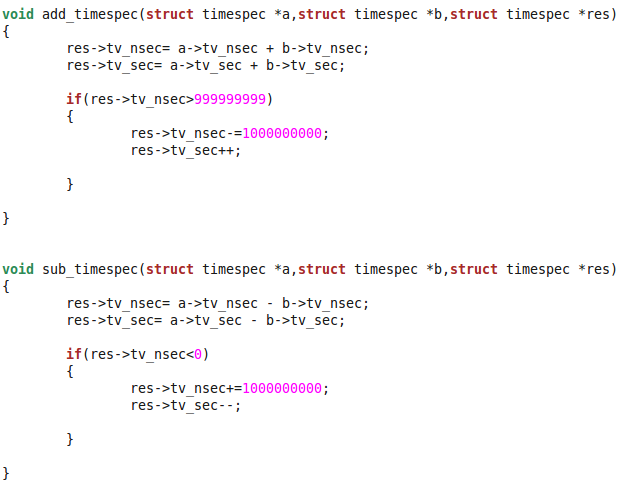 void add_timespec(struct timespec *a,struct timespec *b,struct timespec *res)
{
        res->tv_nsec= a->tv_nsec + b->tv_nsec;
        res->tv_sec= a->tv_sec + b->tv_sec;

        if(res->tv_nsec>999999999)
        {
                res->tv_nsec-=1000000000;
                res->tv_sec++;

        }

}


void sub_timespec(struct timespec *a,struct timespec *b,struct timespec *res)
{
        res->tv_nsec= a->tv_nsec - b->tv_nsec;
        res->tv_sec= a->tv_sec - b->tv_sec;

        if(res->tv_nsec<0)
        {
                res->tv_nsec+=1000000000;
                res->tv_sec--;

        }

}